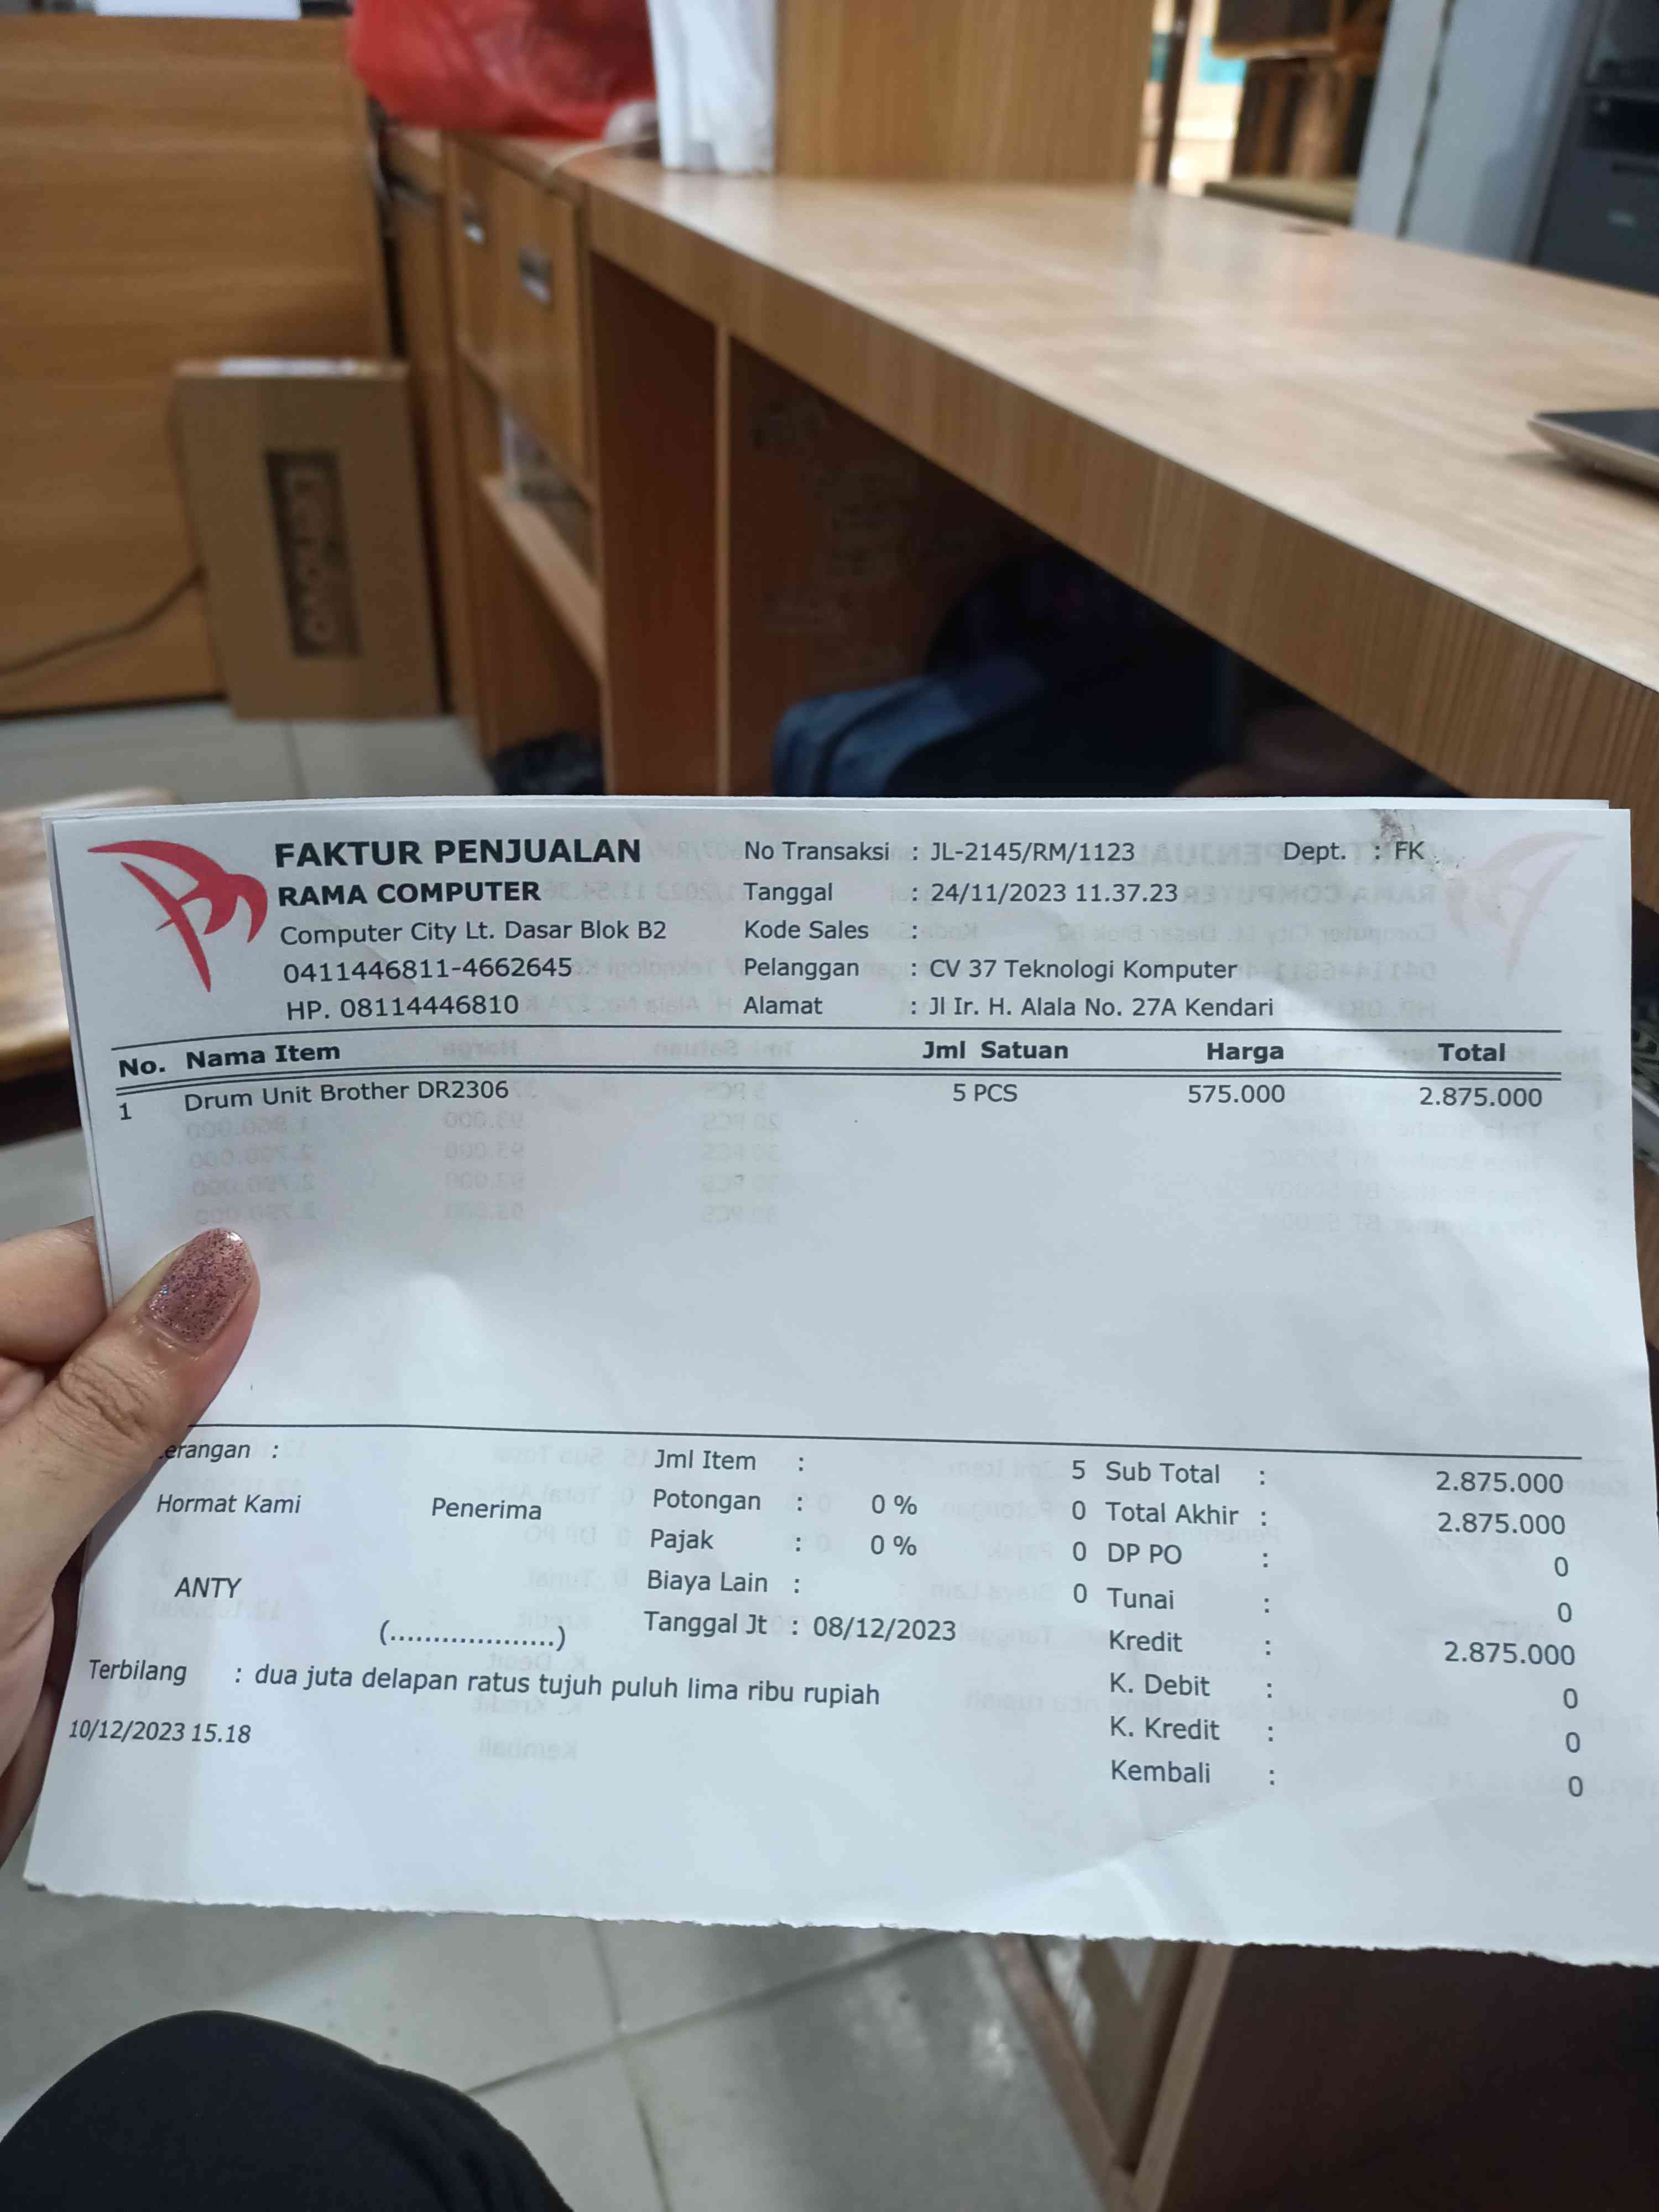 Lenovo
FAKTUR PENJUALAN
RAMA COMPUTER
Computer City Lt. Dasar Blok B2
0411446811-4662645
HP. 08114446810
No Transaksi : JL-2145/RM/1123
Dept. : FK
Tanggal : 24/11/2023 11.37.23
Kode Sales :
Pelanggan : CV 37 Teknologi Komputer
Alamat : Jl Ir. H. Alala No. 27A Kendari
No. Nama Item Jml Satuan Harga Total
1 Drum Unit Brother DR2306 5 PCS 575.000 2.875.000
erangan :
Hormat Kami
Penerima
ANTY
(...................)
Jml Item : 5
Potongan : 0 % 0
Pajak : 0 % 0
Biaya Lain : 0
Tanggal Jt : 08/12/2023
Sub Total : 2.875.000
Total Akhir : 2.875.000
DP PO : 0
Tunai : 0
Kredit : 2.875.000
K. Debit : 0
K. Kredit : 0
Kembali : 0
Terbilang : dua juta delapan ratus tujuh puluh lima ribu rupiah
10/12/2023 15.18